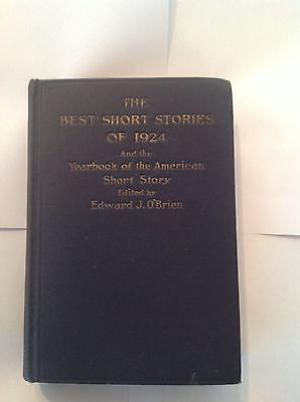 THE
BEST SHORT STORIES
OF 1924
And the
Yearbook of the American
Short Story
Edited by
Edward J. O'Brien